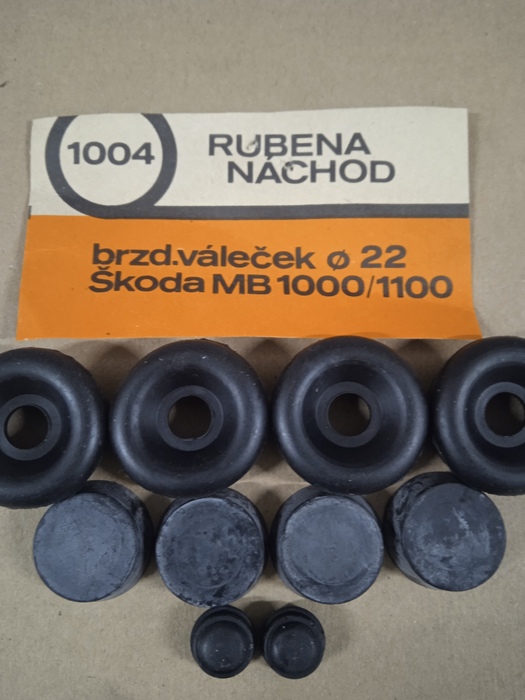 1004
RUBENA
NÁCHOD
brzd.váleček ø 22
Škoda MB 1000/1100